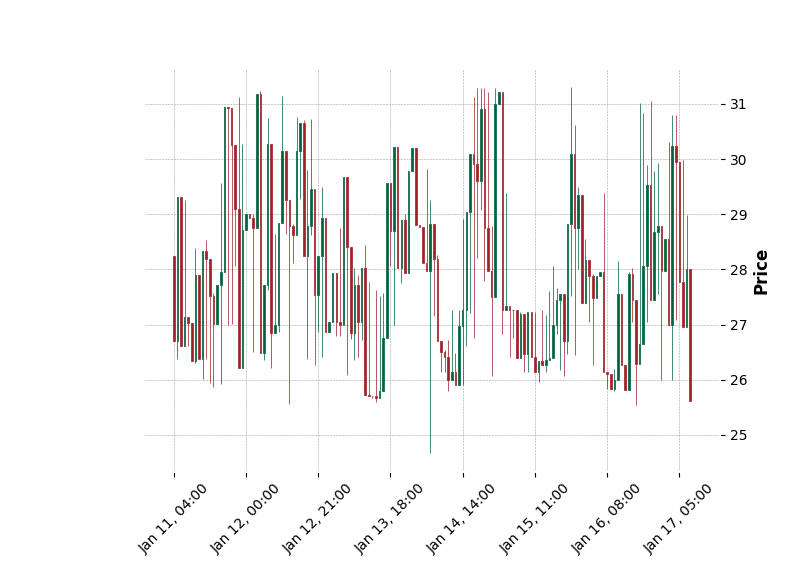 31
30
29
28
27
26
25
Price
Jan 11, 04:00
Jan 12, 00:00
Jan 12, 21:00
Jan 13, 18:00
Jan 14, 14:00
Jan 15, 11:00
Jan 16, 08:00
Jan 17, 05:00